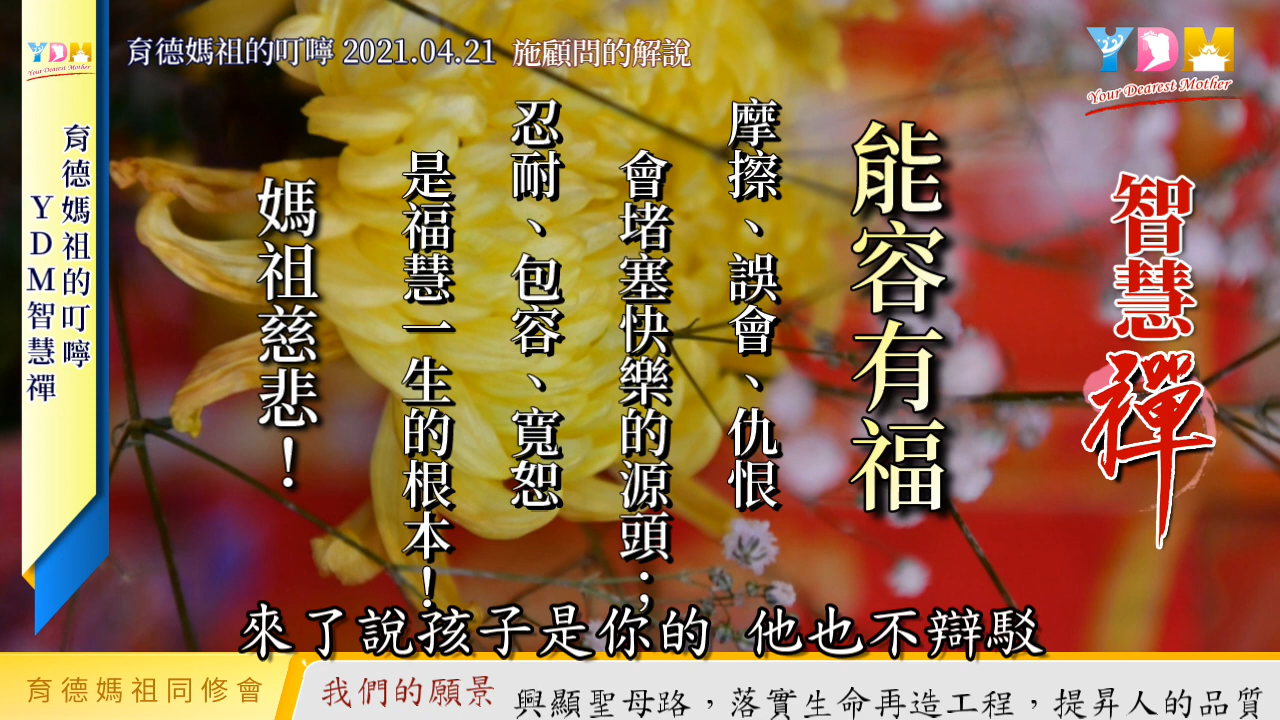 育德媽祖的叮嚀 2021.04.21 施顧問的解說
YDM
Your Dearest Mother
YDM
Your Dearest Mother
智慧禪
能容有福
摩擦、誤會、仇恨
會堵塞快樂的源頭；
忍耐、包容、寬恕
是福慧一生的根本！
媽祖慈悲！
育德媽祖的叮嚀
YDM智慧禪
來了說孩子是你的 他也不辯駁
育德媽祖同修會
我們的願景
興顯聖母路，落實生命再造工程，提昇人的品質